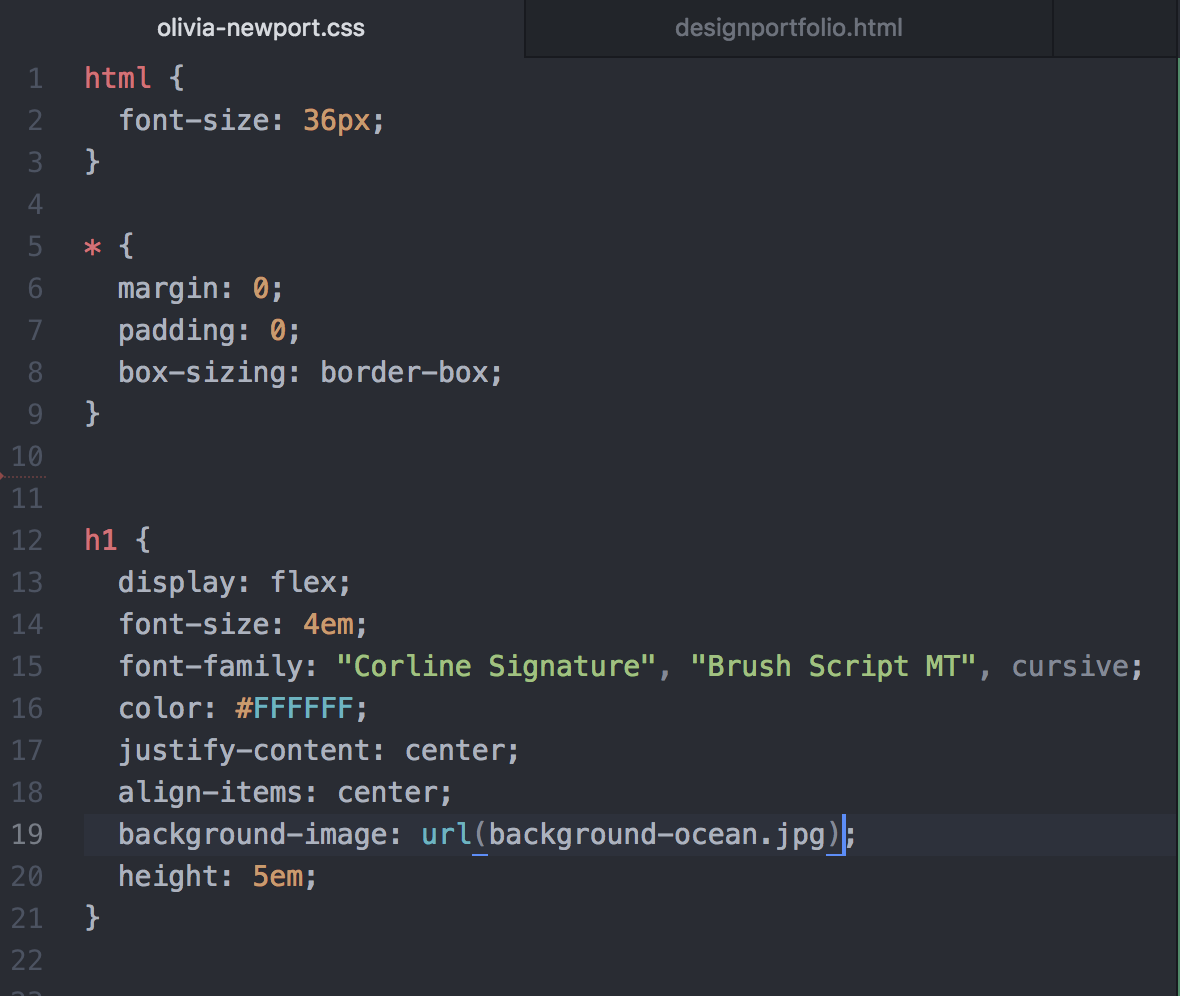 olivia-newport.css designportfolio.html
1 html {
2   font-size: 36px;
3 }
4
5 * {
6   margin: 0;
7   padding: 0;
8   box-sizing: border-box;
9 }
10
11
12 h1 {
13   display: flex;
14   font-size: 4em;
15   font-family: "Corline Signature", "Brush Script MT", cursive;
16   color: #FFFFFF;
17   justify-content: center;
18   align-items: center;
19   background-image: url(background-ocean.jpg);
20   height: 5em;
21 }
22
23